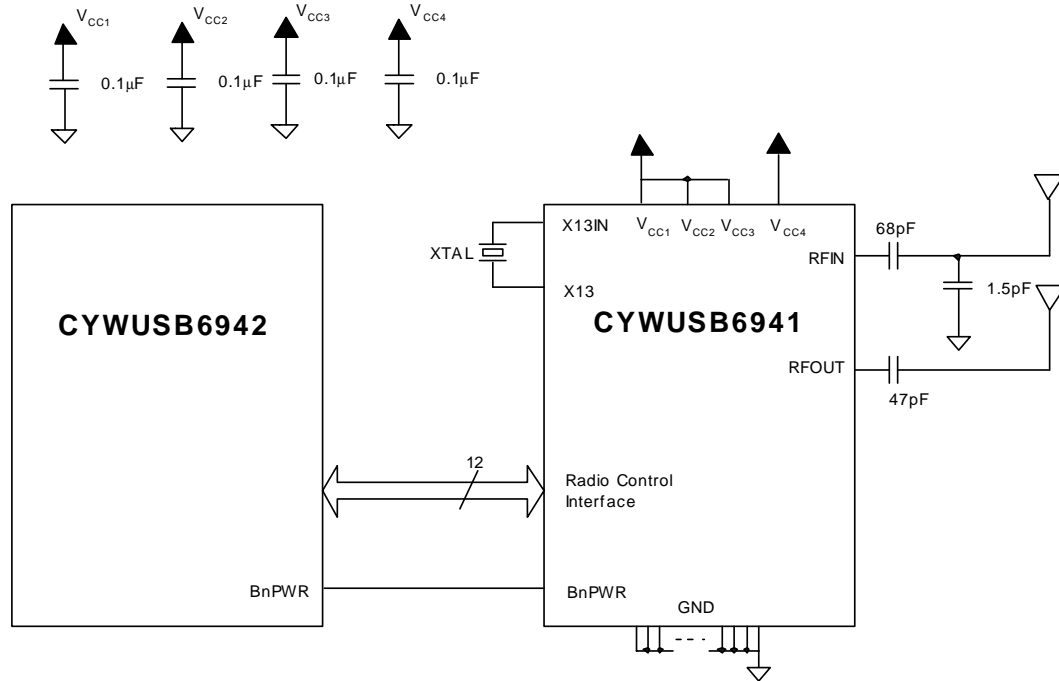 VCC1
VCC2
VCC3
VCC4
0.1μF
0.1μF
0.1μF
0.1μF
X13IN
VCC1
VCC2
VCC3
VCC4
68pF
XTAL
RFIN
X13
1.5pF
CYWUSB6942
CYWUSB6941
RFOUT
47pF
12
Radio Control
Interface
BnPWR
BnPWR
GND